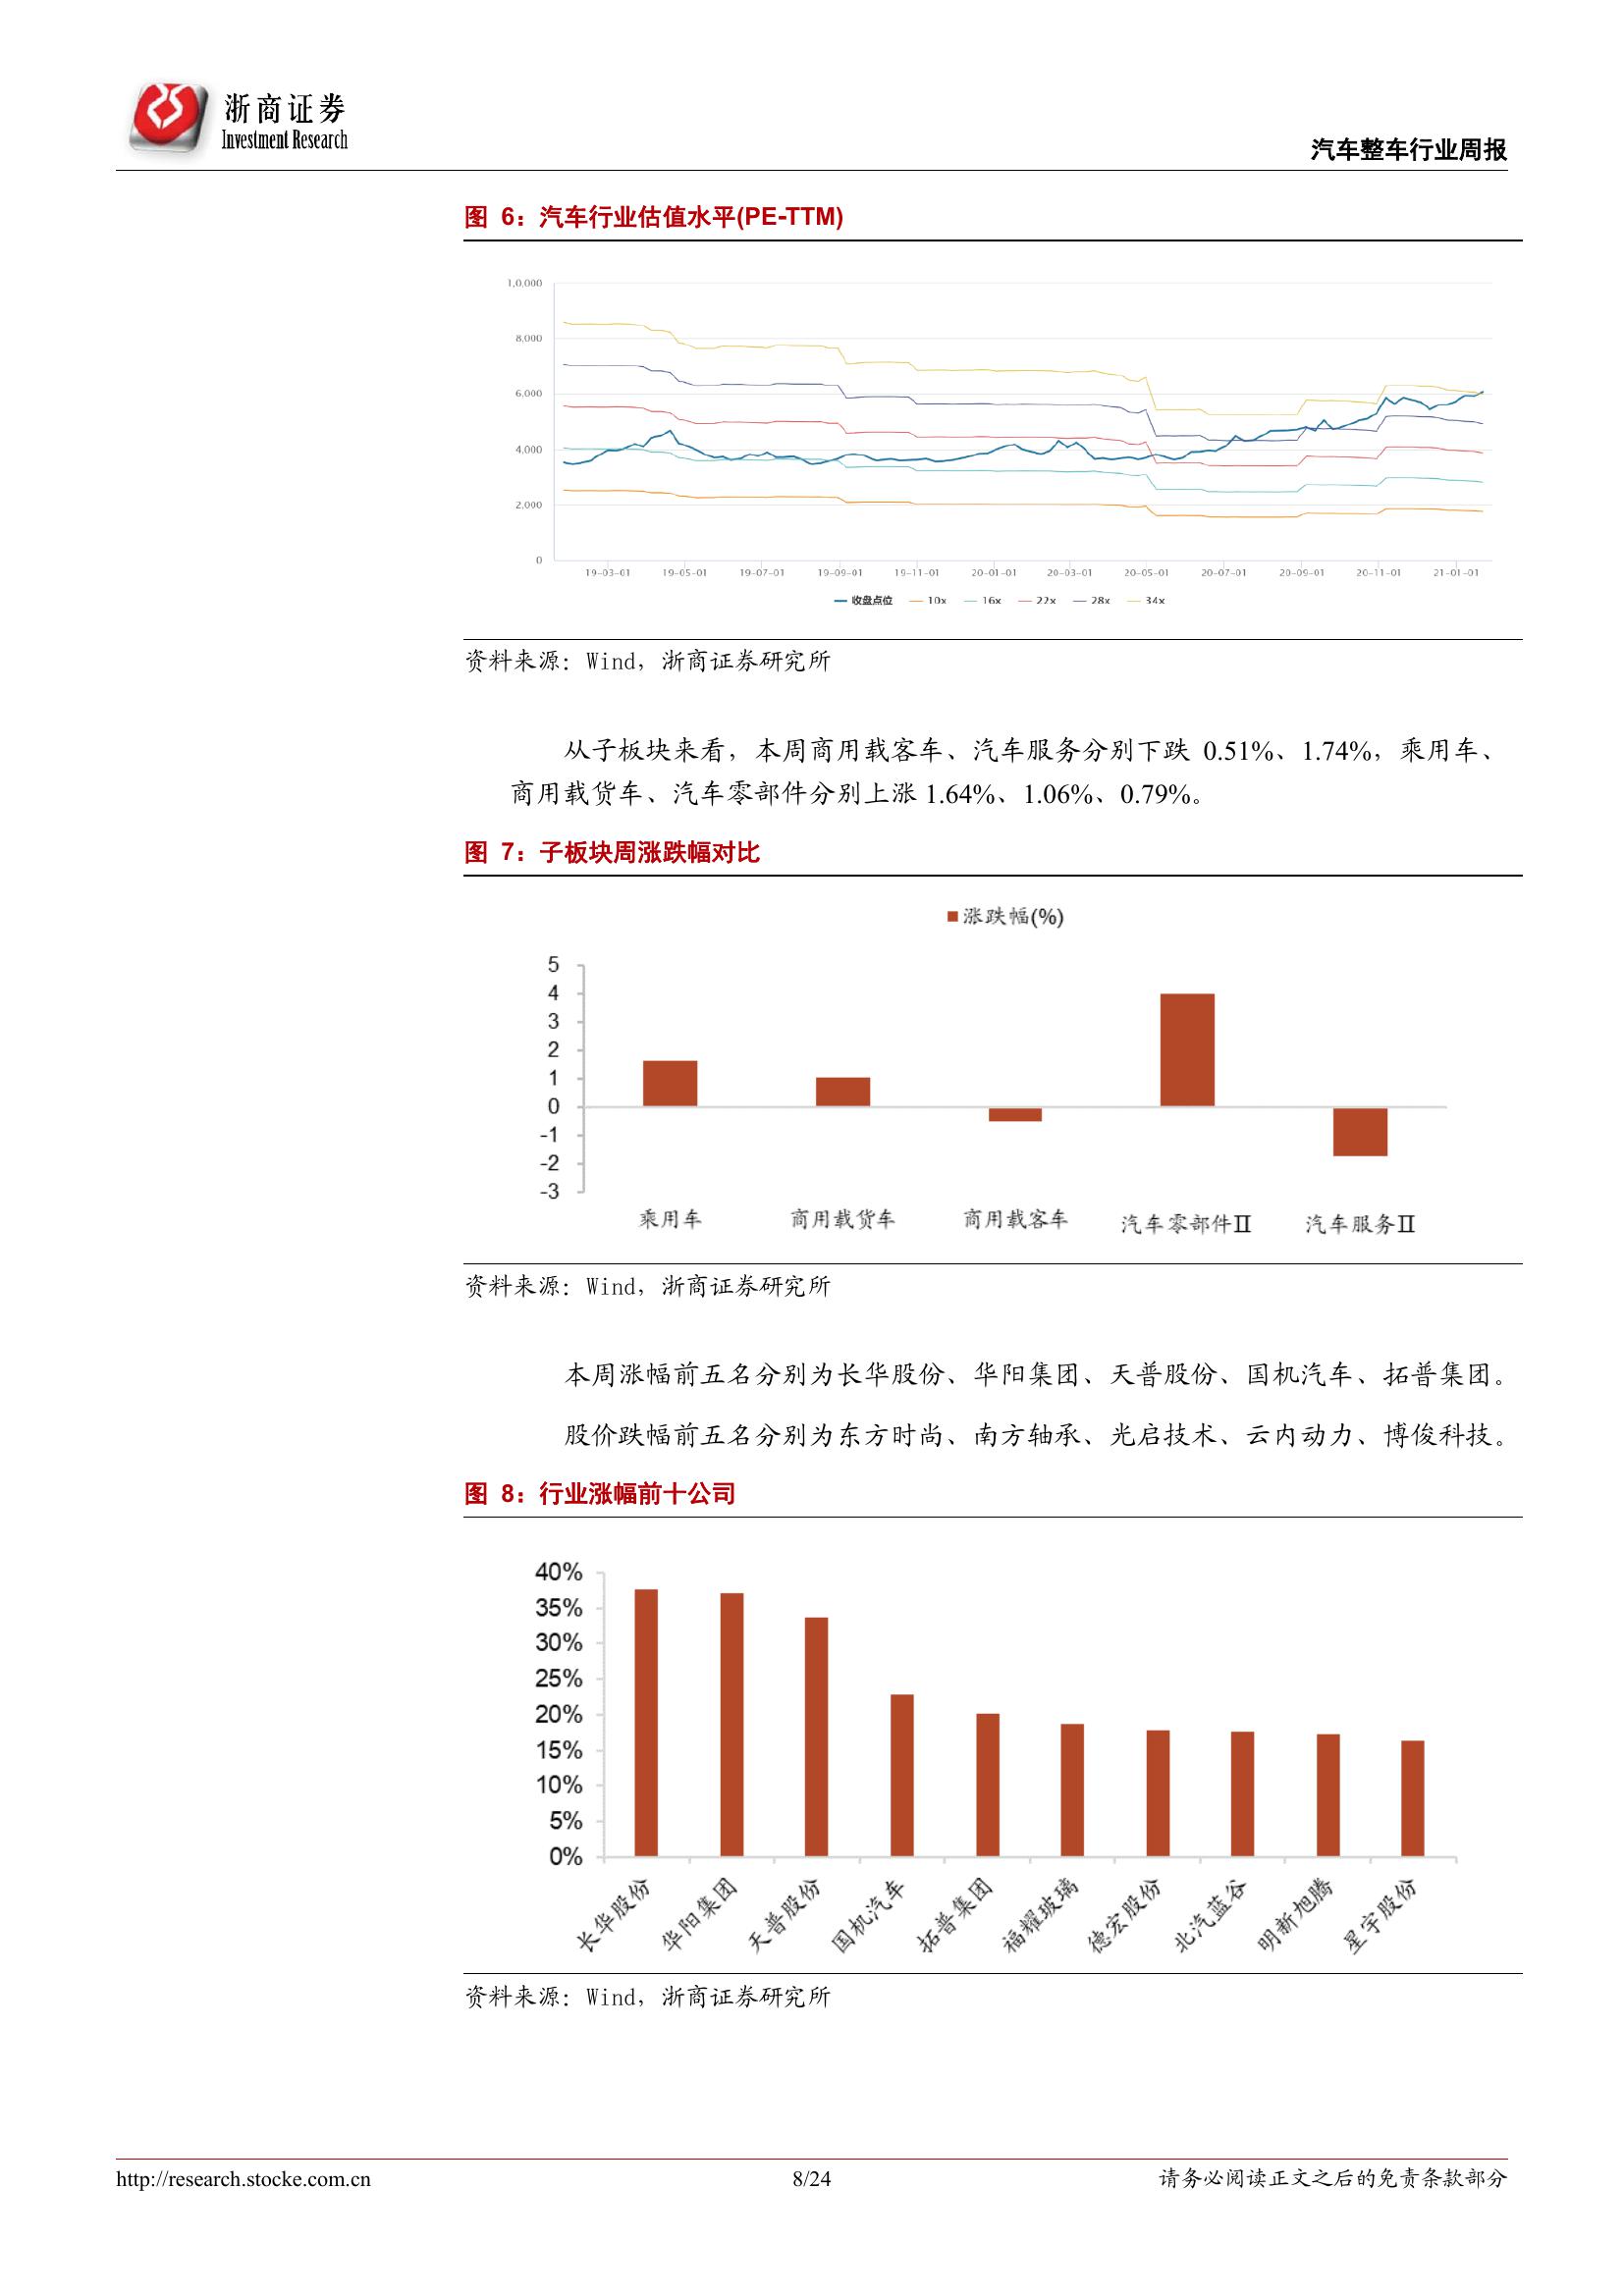 浙商证券
Investment Research
汽车整车行业周报
图 6：汽车行业估值水平(PE-TTM)
1,0,000
8,000
6,000
4,000
2,000
0
19-03-01 19-05-01 19-07-01 19-09-01 19-11-01 20-01-01 20-03-01 20-05-01 20-07-01 20-09-01 20-11-01 21-01-01
收盘点位 10x 16x 22x 28x 34x
资料来源：Wind，浙商证券研究所
从子板块来看，本周商用载客车、汽车服务分别下跌 0.51%、1.74%，乘用车、
商用载货车、汽车零部件分别上涨 1.64%、1.06%、0.79%。
图 7：子板块周涨跌幅对比
涨跌幅(%)
5
4
3
2
1
0
-1
-2
-3
乘用车 商用载货车 商用载客车 汽车零部件Ⅱ 汽车服务Ⅱ
资料来源：Wind，浙商证券研究所
本周涨幅前五名分别为长华股份、华阳集团、天普股份、国机汽车、拓普集团。
股价跌幅前五名分别为东方时尚、南方轴承、光启技术、云内动力、博俊科技。
图 8：行业涨幅前十公司
40%
35%
30%
25%
20%
15%
10%
5%
0%
长华股份 华阳集团 天普股份 国机汽车 拓普集团 福耀玻璃 德宏股份 北汽蓝谷 明新旭腾 星宇股份
资料来源：Wind，浙商证券研究所
http://research.stocke.com.cn 8/24 请务必阅读正文之后的免责条款部分